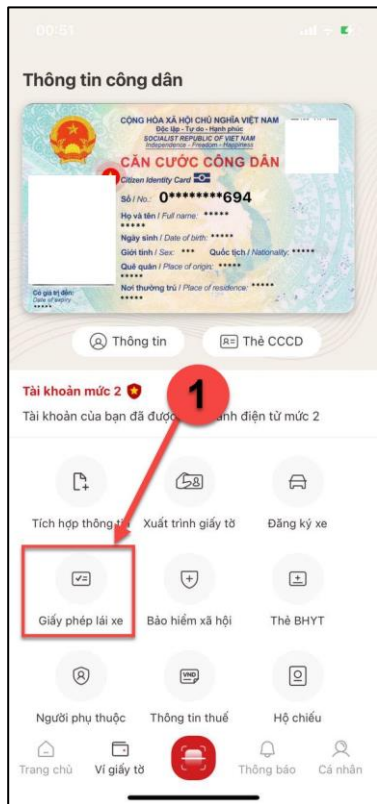 00:51
Thông tin công dân
CỘNG HÒA XÃ HỘI CHỦ NGHĨA VIỆT NAM
Độc lập - Tự do - Hạnh phúc
SOCIALIST REPUBLIC OF VIET NAM
Independence - Freedom - Happiness
CĂN CƯỚC CÔNG DÂN
Citizen Identity Card
Số / No.: 0********694
Họ và tên / Full name: *****
*****
Ngày sinh / Date of birth: *****
Giới tính / Sex: *** Quốc tịch / Nationality: *****
Quê quán / Place of origin: *****
*****
Có giá trị đến: Nơi thường trú / Place of residence: *****
Date of expiry *****
*****
Thông tin Thẻ CCCD
Tài khoản mức 2
1
Tài khoản của bạn đã được anh điện tử mức 2
Tích hợp thông tin Xuất trình giấy tờ Đăng ký xe
Giấy phép lái xe Bảo hiểm xã hội Thẻ BHYT
VND
Người phụ thuộc Thông tin thuế Hộ chiếu
Trang chủ Ví giấy tờ Thông báo Cá nhân